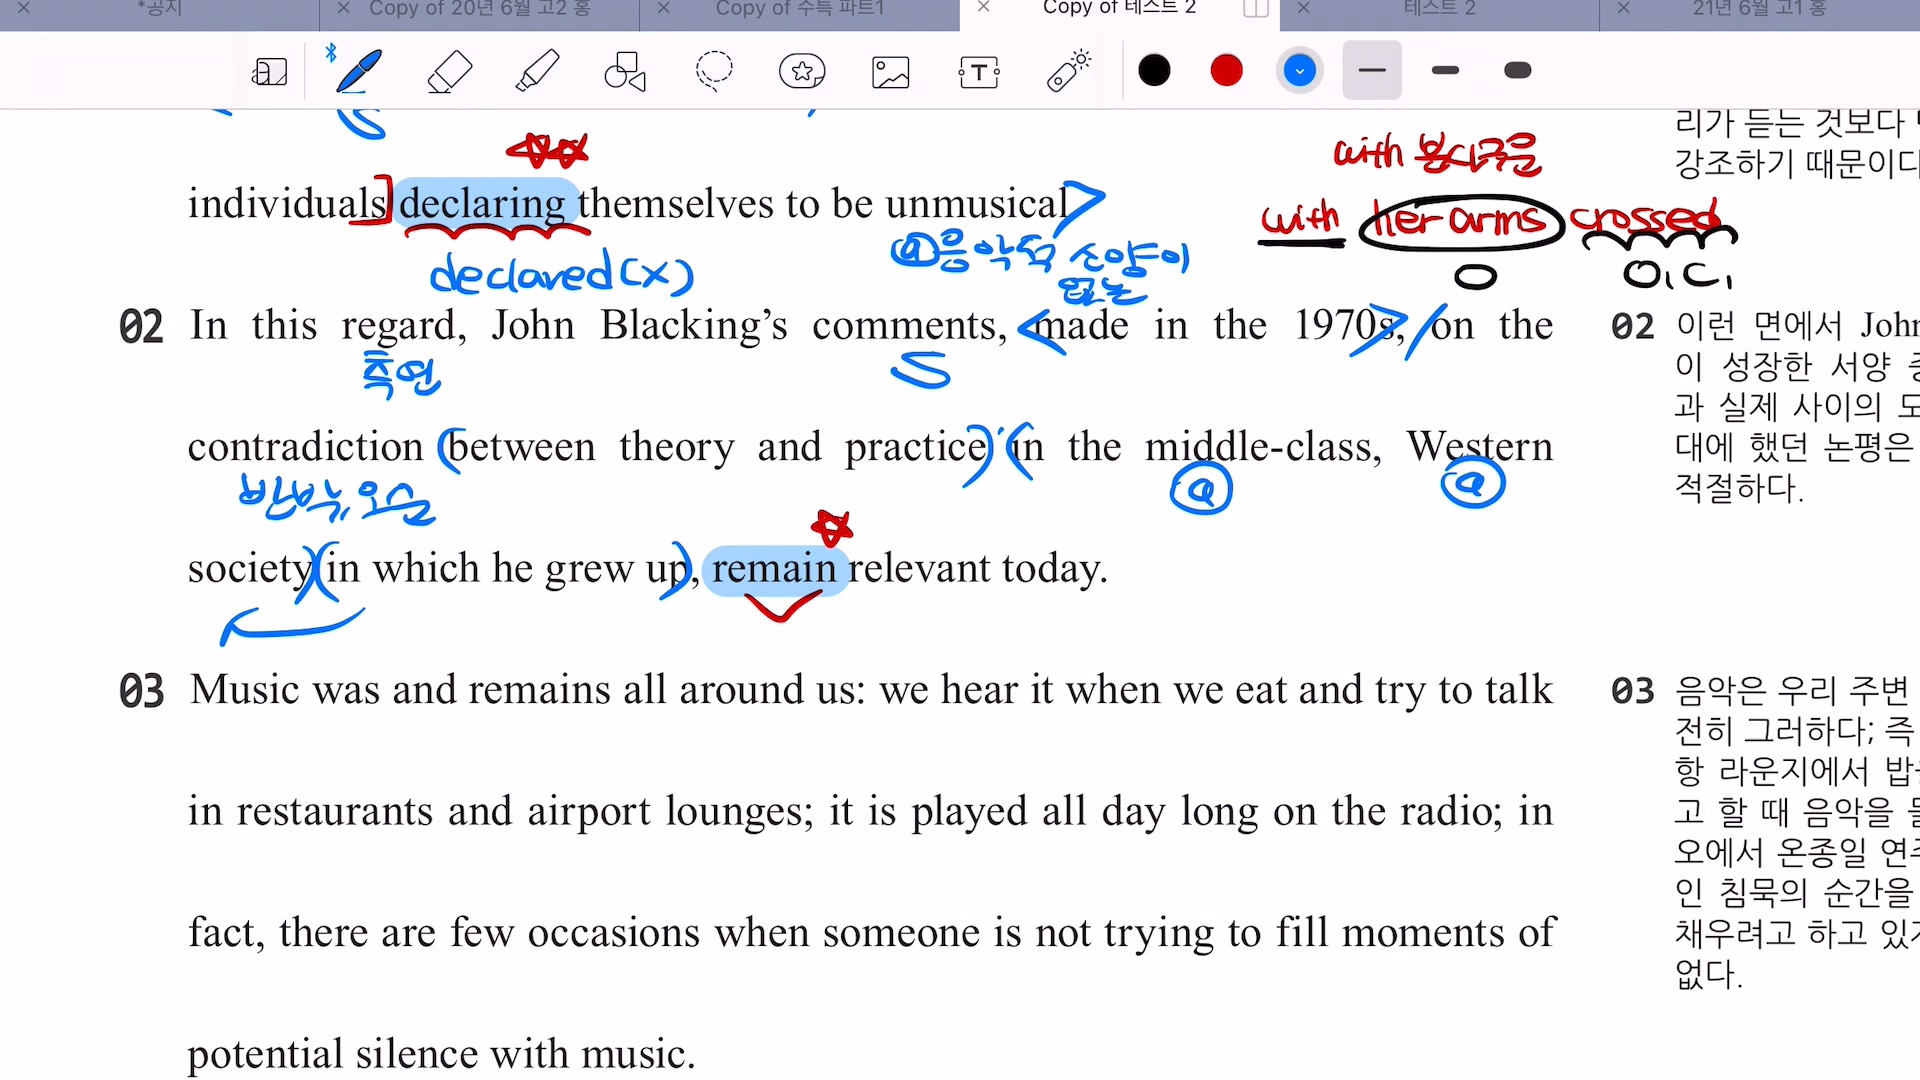 *공지
Copy of 20년 6월 고2 홍
Copy of 수특 파트1
Copy of 테스트 2
테스트 2
21년 6월 고1 홍
T
with 분사구문
with her arms crossed
O O.C.
individuals] declaring themselves to be unmusical>
declared(x)
ⓐ음악적 소양이
없는
02 In this regard, John Blacking’s comments, <made in the 1970s,>/on the
측면
S
contradiction (between theory and practice) (in the middle-class, Western
반박, 모순
ⓐ
ⓐ
society)(in which he grew up), remain relevant today.
03 Music was and remains all around us: we hear it when we eat and try to talk
in restaurants and airport lounges; it is played all day long on the radio; in
fact, there are few occasions when someone is not trying to fill moments of
potential silence with music.
리가 듣는 것보다
강조하기 때문이다
02 이런 면에서 John
이 성장한 서양
과 실제 사이의 모
대에 했던 논평은
적절하다.
03 음악은 우리 주변
전히 그러하다; 즉
항 라운지에서
고 할 때 음악을
오에서 온종일 연주
인 침묵의 순간을
채우려고 하고
없다.